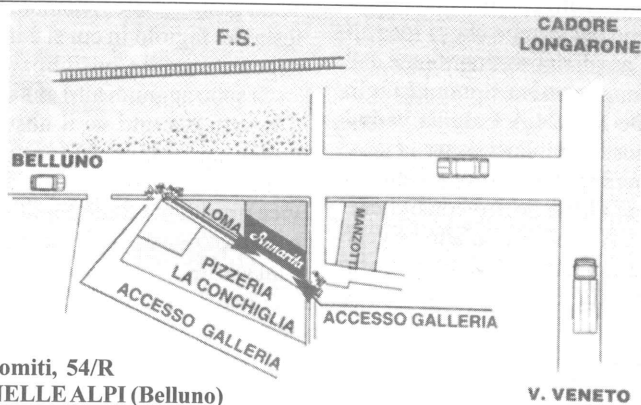 F.S.
CADORE
LONGARONE
BELLUNO
LOMA
Annarita
MANZOTTI
PIZZERIA
LA CONCHIGLIA
ACCESSO GALLERIA
ACCESSO GALLERIA
omiti, 54/R
NELLE ALPI (Belluno)
V. VENETO